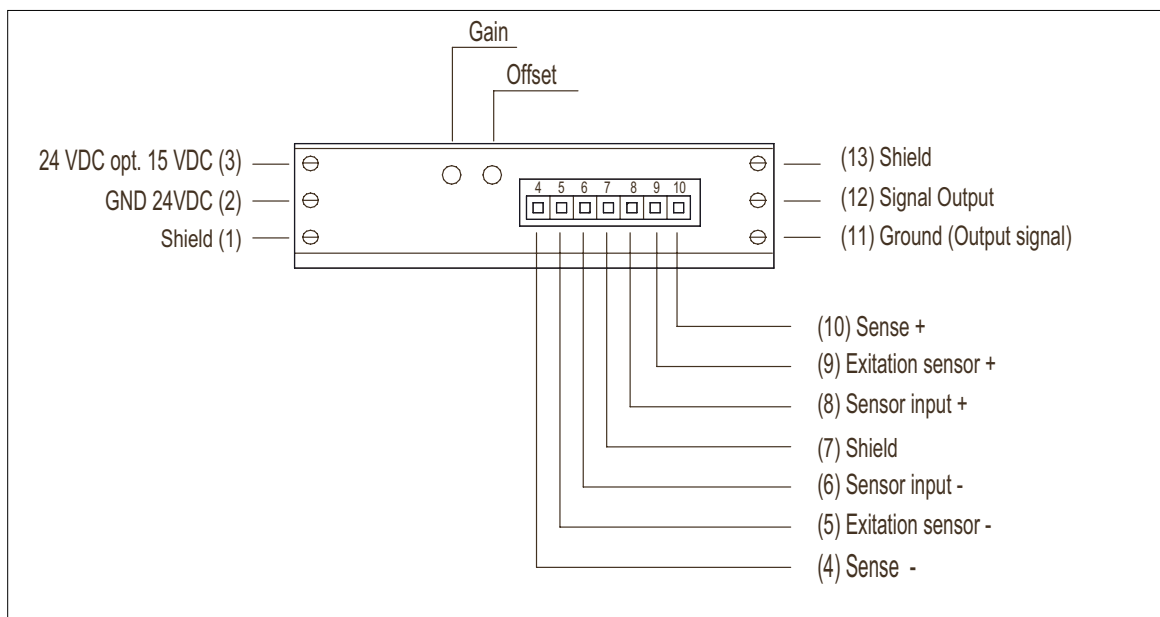 Gain
Offset
24 VDC opt. 15 VDC (3)
GND 24VDC (2)
Shield (1)
4 5 6 7 8 9 10
(13) Shield
(12) Signal Output
(11) Ground (Output signal)
(10) Sense +
(9) Exitation sensor +
(8) Sensor input +
(7) Shield
(6) Sensor input -
(5) Exitation sensor -
(4) Sense -